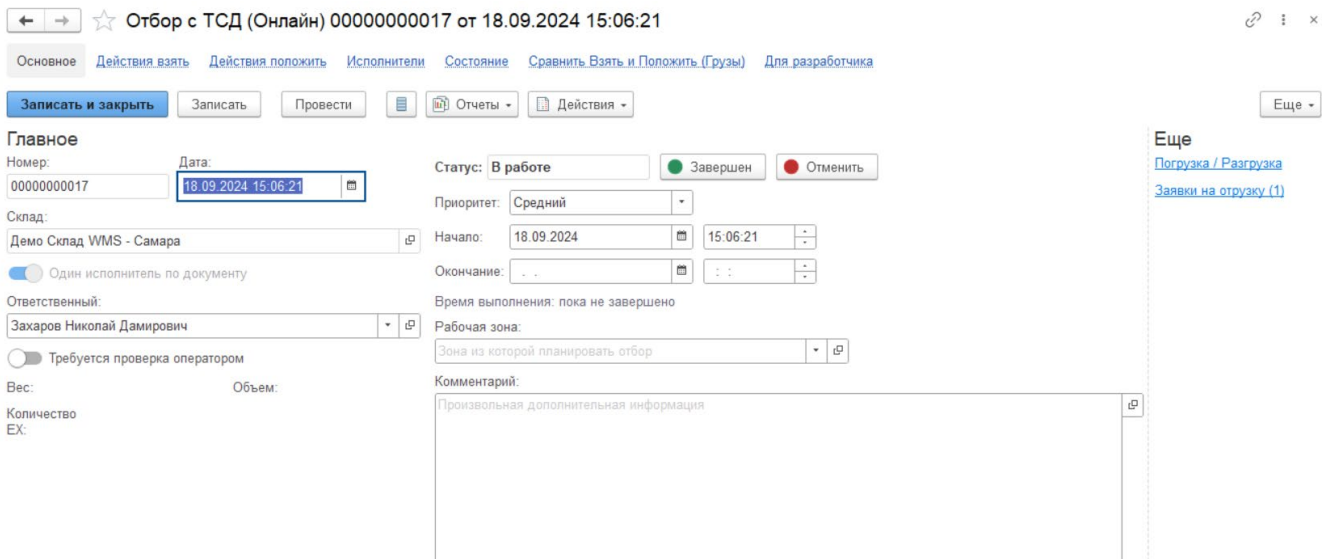 Отбор с ТСД (Онлайн) 00000000017 от 18.09.2024 15:06:21
Основное Действия взять Действия положить Исполнители Состояние Сравнить Взять и Положить (Грузы) Для разработчика
Записать и закрыть Записать Провести Отчеты Действия Еще
Главное
Номер: Дата:
00000000017 18.09.2024 15:06:21
Склад:
Демо Склад WMS - Самара
Один исполнитель по документу
Ответственный:
Захаров Николай Дамирович
Требуется проверка оператором
Вес: Объем:
Количество
EX:
Статус: В работе Завершен Отменить
Приоритет: Средний
Начало: 18.09.2024 15:06:21
Окончание: . . : :
Время выполнения: пока не завершено
Рабочая зона:
Зона из которой планировать отбор
Комментарий:
Произвольная дополнительная информация
Еще
Погрузка / Разгрузка
Заявки на отрузку (1)